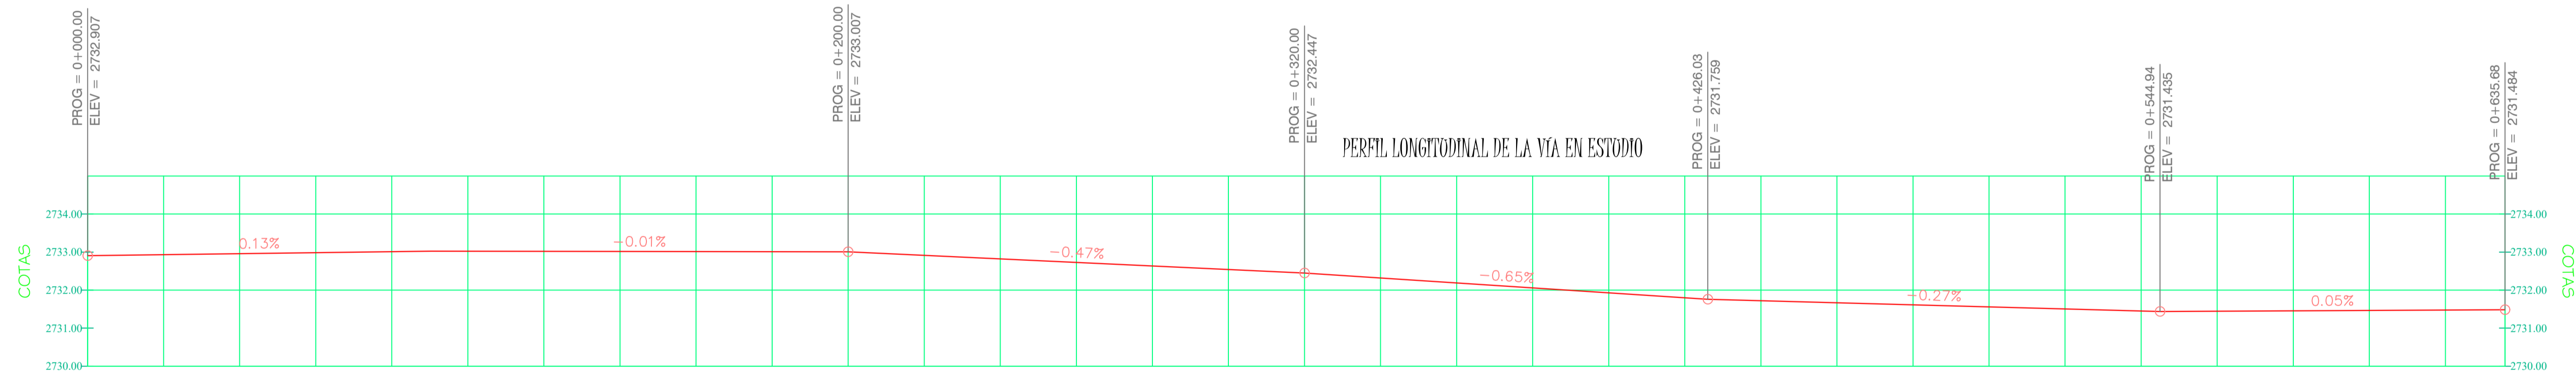 PROG = 0+000.00
ELEV = 2732.907
PROG = 0+200.00
ELEV = 2733.007
PROG = 0+320.00
ELEV = 2732.447
PROG = 0+426.03
ELEV = 2731.759
PROG = 0+544.94
ELEV = 2731.435
PROG = 0+635.68
ELEV = 2731.484
PERFIL LONGITUDINAL DE LA VÍA EN ESTUDIO
COTAS
2734.00
2733.00
2732.00
2731.00
2730.00
0.13%
-0.01%
-0.47%
-0.65%
-0.27%
0.05%
2734.00
2733.00
2732.00
2731.00
2730.00
COTAS